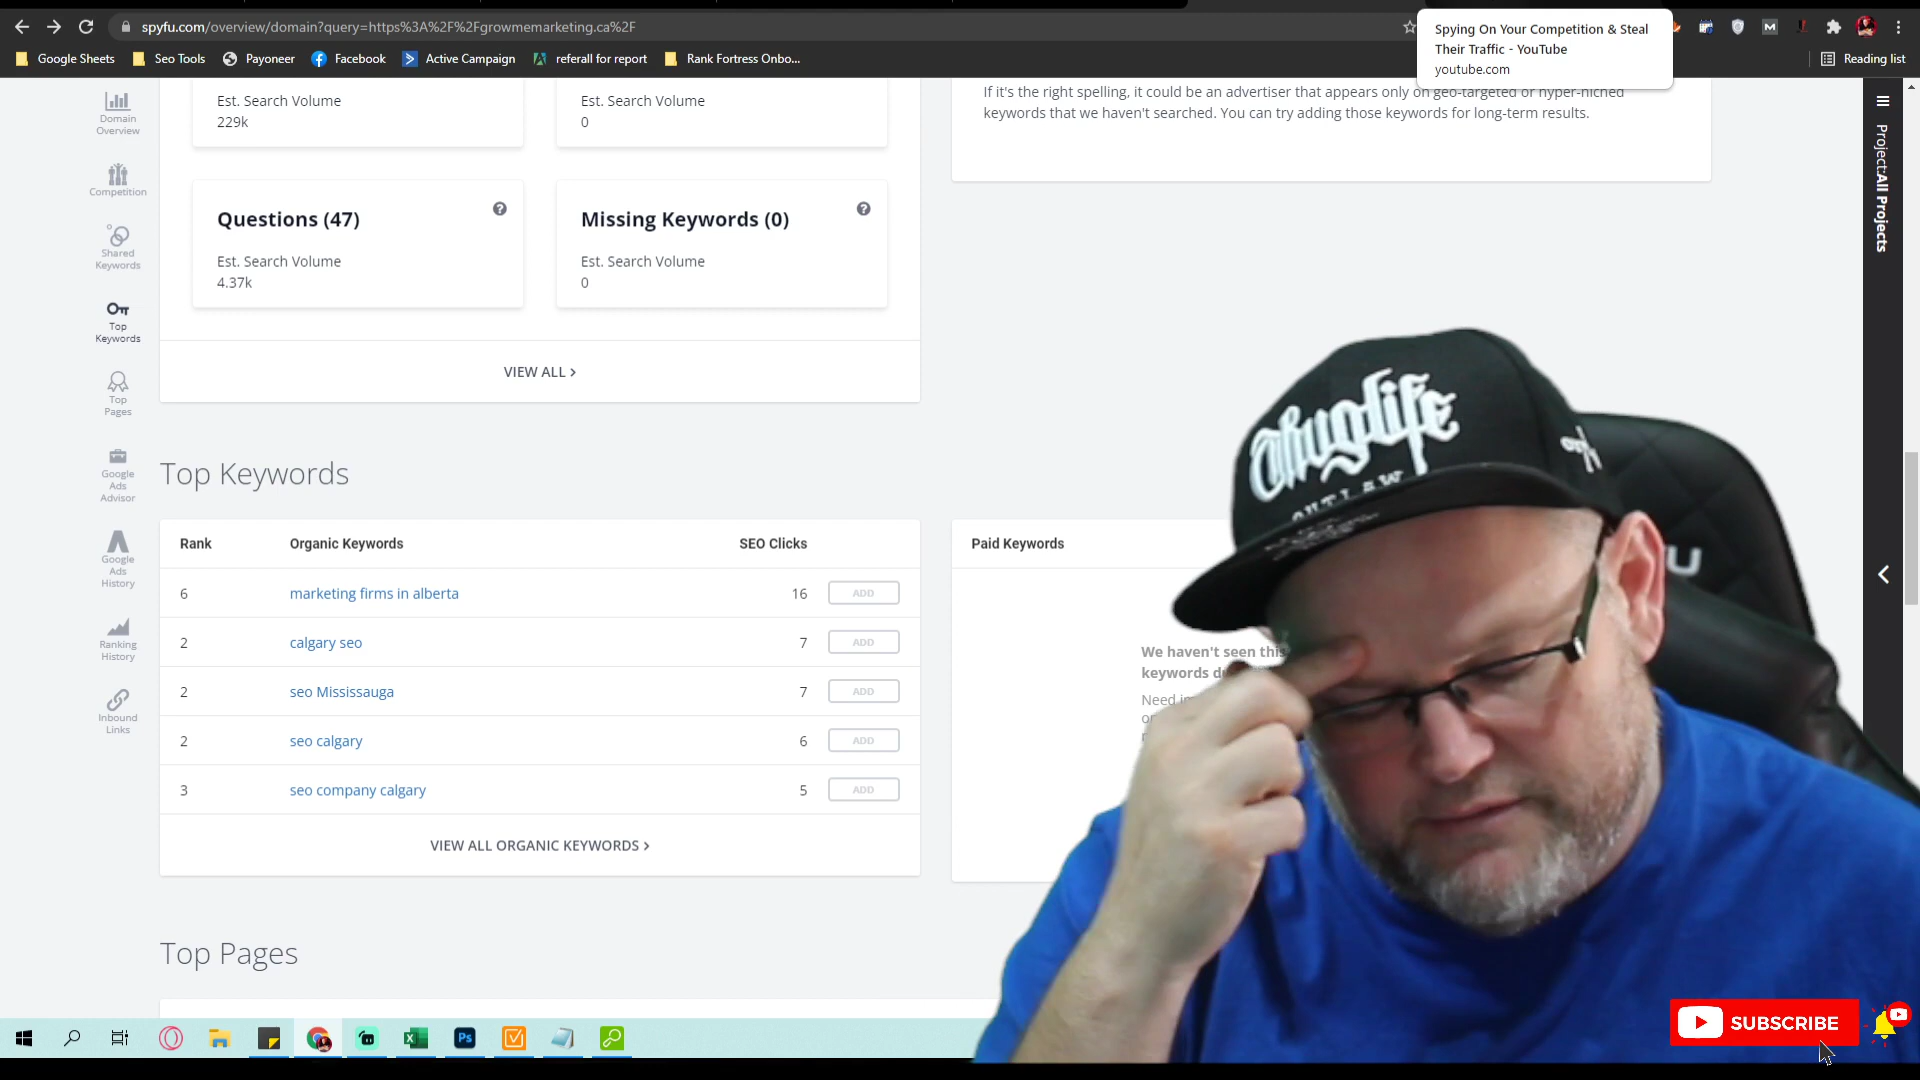 spyfu.com/overview/domain?query=https%3A%2F%2Fgrowmemarketing.ca%2F
Spying On Your Competition & Steal
Their Traffic - YouTube
youtube.com
Google Sheets
Seo Tools
Payoneer
Facebook
Active Campaign
referall for report
Rank Fortress Onbo...
Reading list
Domain
Overview
Competition
Shared
Keywords
Top
Keywords
Top
Pages
Google
Ads
Advisor
Google
Ads
History
Ranking
History
Inbound
Links
Est. Search Volume
229k
Est. Search Volume
0
If it's the right spelling, it could be an advertiser that appears only on geo-targeted or hyper-niched
keywords that we haven't searched. You can try adding those keywords for long-term results.
Questions (47)
Est. Search Volume
4.37k
Missing Keywords (0)
Est. Search Volume
0
VIEW ALL >
Project:All Projects
Top Keywords
Rank Organic Keywords SEO Clicks
6 marketing firms in alberta 16 ADD
2 calgary seo 7 ADD
2 seo Mississauga 7 ADD
2 seo calgary 6 ADD
3 seo company calgary 5 ADD
VIEW ALL ORGANIC KEYWORDS >
Paid Keywords
We haven't seen this
keywords
Need
Thuglife
OUTLAW
Top Pages
Ps
SUBSCRIBE